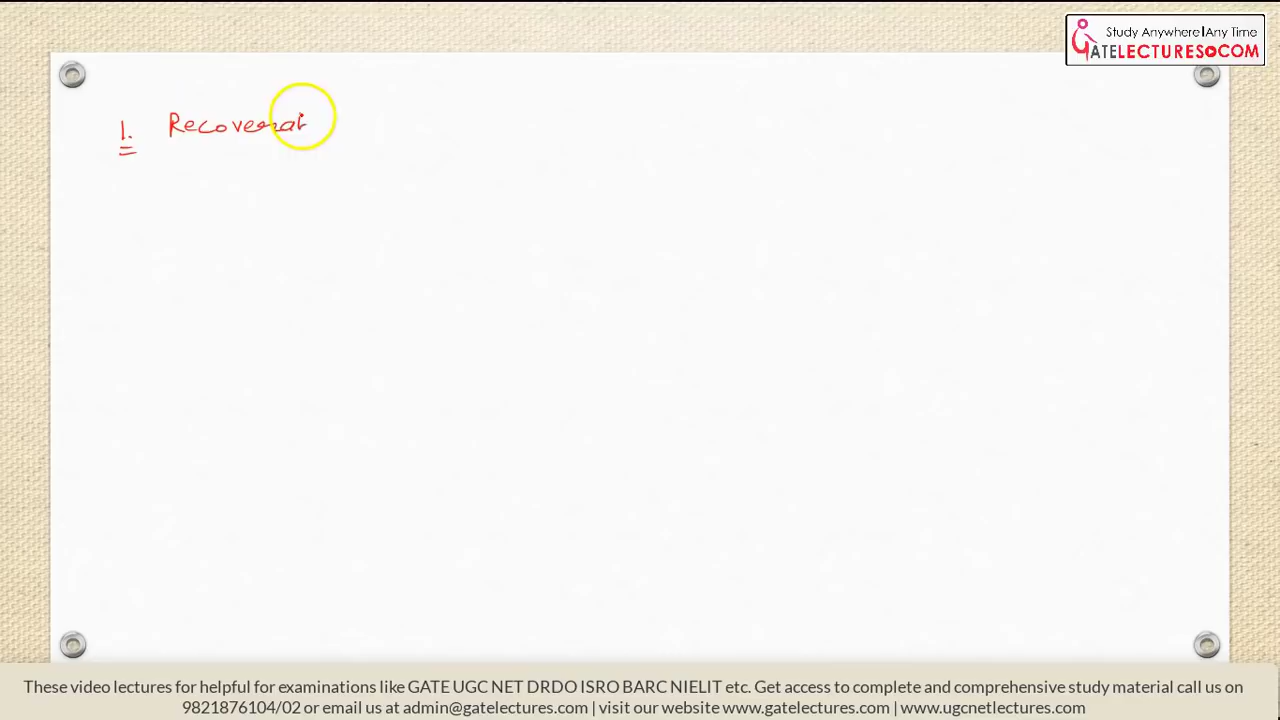 Study Anywhere|Any Time
GATELECTURES.COM
1. Recoverat
These video lectures for helpful for examinations like GATE UGC NET DRDO ISRO BARC NIELIT etc. Get access to complete and comprehensive study material call us on
9821876104/02 or email us at admin@gatelectures.com | visit our website www.gatelectures.com | www.ugcnetlectures.com